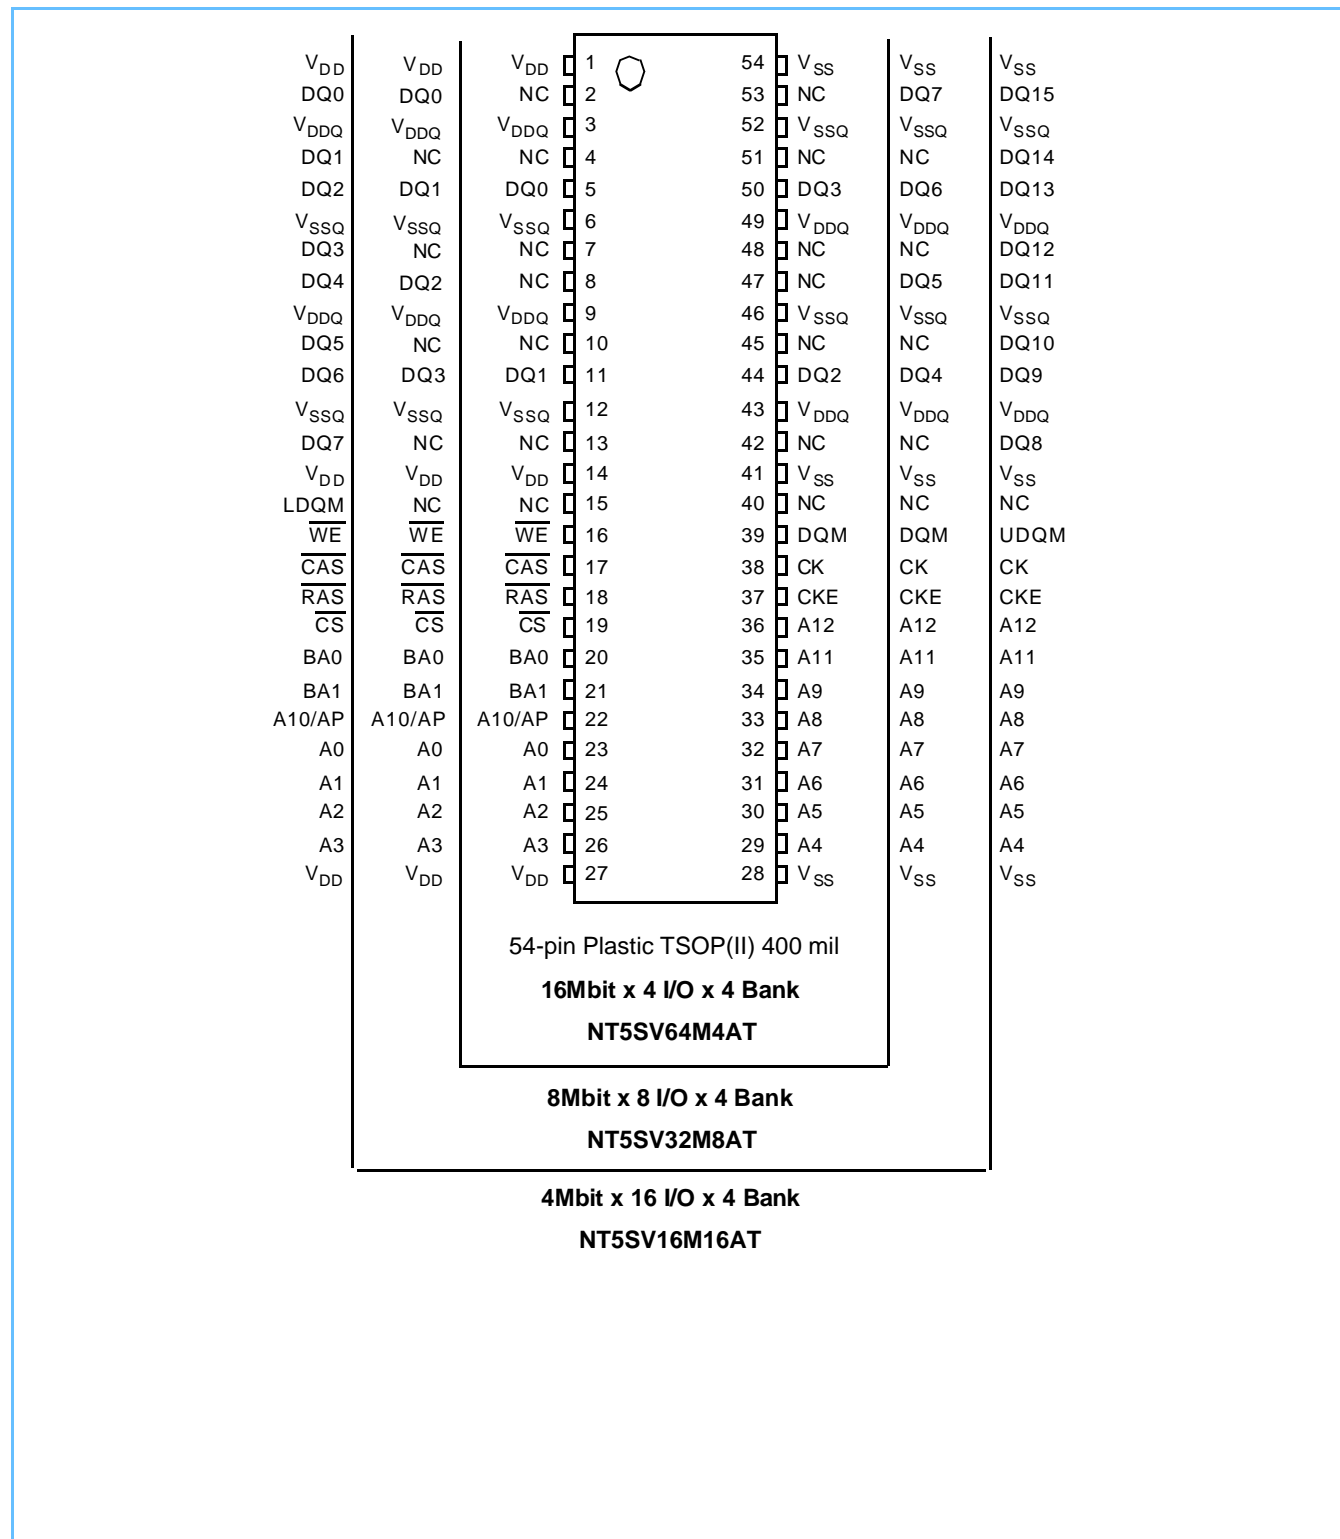 VDD VDD VDD 1 54 VSS VSS VSS
DQ0 DQ0 NC 2 53 NC DQ7 DQ15
VDDQ VDDQ VDDQ 3 52 VSSQ VSSQ VSSQ
DQ1 NC NC 4 51 NC NC DQ14
DQ2 DQ1 DQ0 5 50 DQ3 DQ6 DQ13
VSSQ VSSQ VSSQ 6 49 VDDQ VDDQ VDDQ
DQ3 NC NC 7 48 NC NC DQ12
DQ4 DQ2 NC 8 47 NC DQ5 DQ11
VDDQ VDDQ VDDQ 9 46 VSSQ VSSQ VSSQ
DQ5 NC NC 10 45 NC NC DQ10
DQ6 DQ3 DQ1 11 44 DQ2 DQ4 DQ9
VSSQ VSSQ VSSQ 12 43 VDDQ VDDQ VDDQ
DQ7 NC NC 13 42 NC NC DQ8
VDD VDD VDD 14 41 VSS VSS VSS
LDQM NC NC 15 40 NC NC NC
W̅E̅ W̅E̅ W̅E̅ 16 39 DQM DQM UDQM
C̅A̅S̅ C̅A̅S̅ C̅A̅S̅ 17 38 CK CK CK
R̅A̅S̅ R̅A̅S̅ R̅A̅S̅ 18 37 CKE CKE CKE
C̅S̅ C̅S̅ C̅S̅ 19 36 A12 A12 A12
BA0 BA0 BA0 20 35 A11 A11 A11
BA1 BA1 BA1 21 34 A9 A9 A9
A10/AP A10/AP A10/AP 22 33 A8 A8 A8
A0 A0 A0 23 32 A7 A7 A7
A1 A1 A1 24 31 A6 A6 A6
A2 A2 A2 25 30 A5 A5 A5
A3 A3 A3 26 29 A4 A4 A4
VDD VDD VDD 27 28 VSS VSS VSS
54-pin Plastic TSOP(II) 400 mil
16Mbit x 4 I/O x 4 Bank
NT5SV64M4AT
8Mbit x 8 I/O x 4 Bank
NT5SV32M8AT
4Mbit x 16 I/O x 4 Bank
NT5SV16M16AT